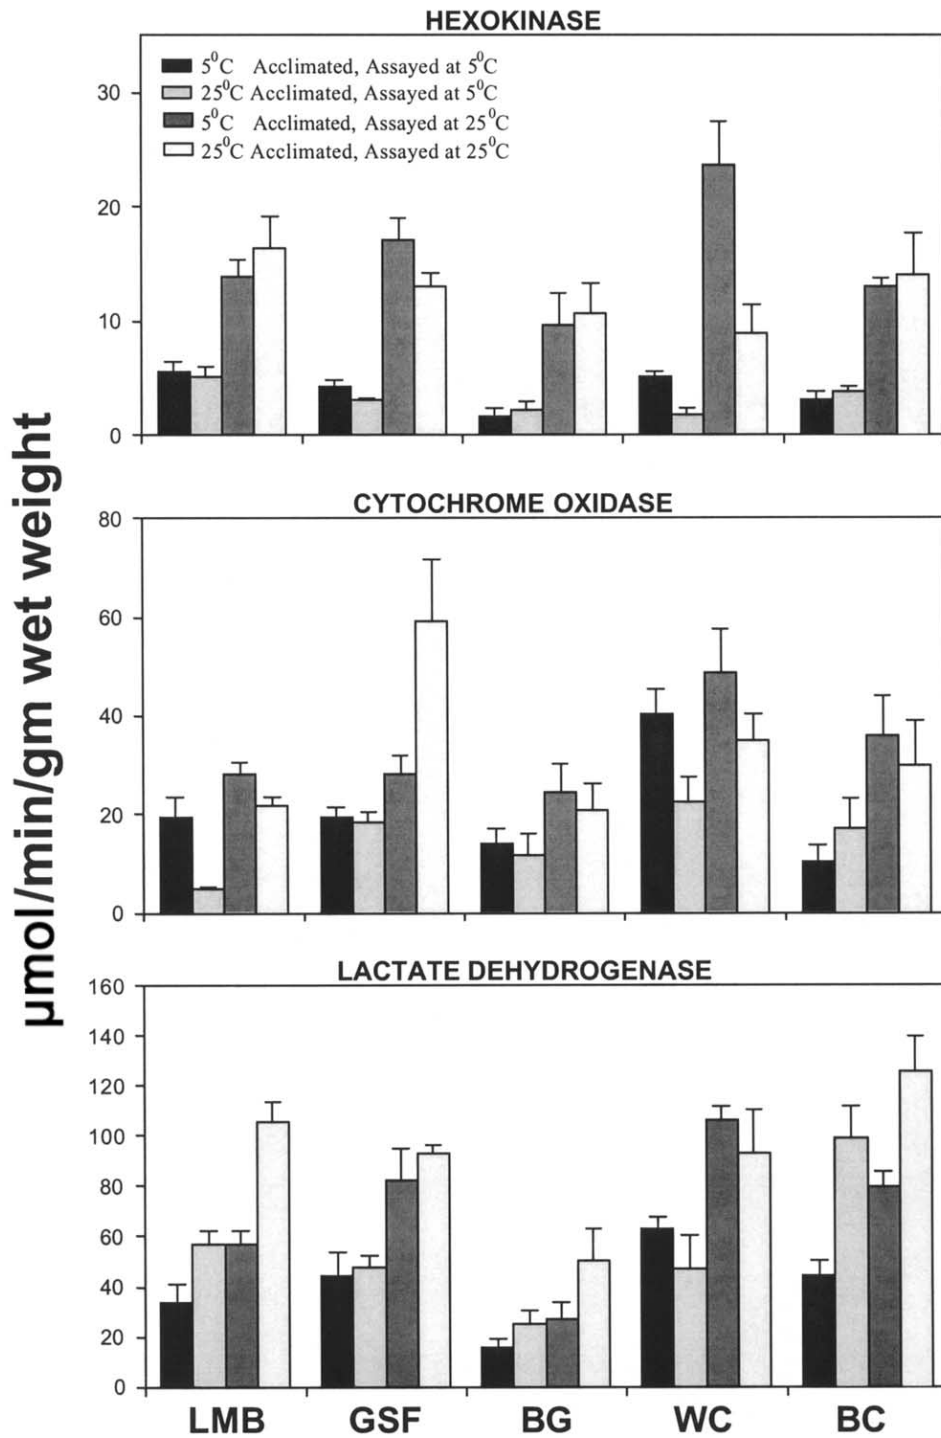 HEXOKINASE
5⁰C Acclimated, Assayed at 5⁰C
25⁰C Acclimated, Assayed at 5⁰C
5⁰C Acclimated, Assayed at 25⁰C
25⁰C Acclimated, Assayed at 25⁰C
30
20
10
0
CYTOCHROME OXIDASE
80
60
40
20
0
µmol/min/gm wet weight
LACTATE DEHYDROGENASE
160
140
120
100
80
60
40
20
0
LMB GSF BG WC BC